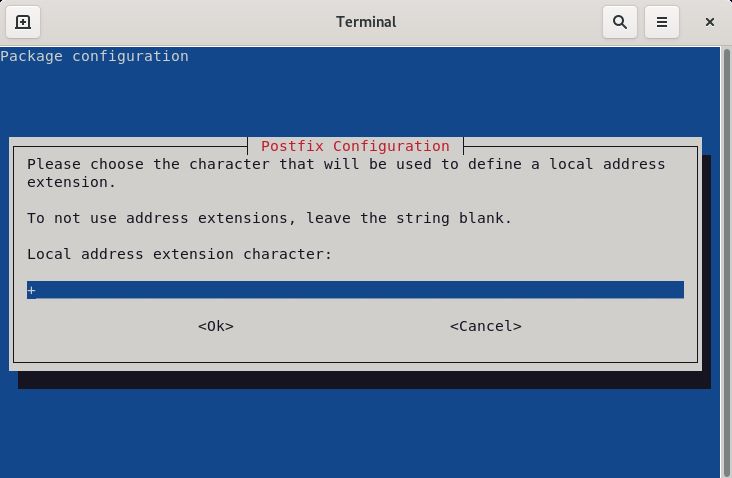 Terminal
Package configuration
Postfix Configuration
Please choose the character that will be used to define a local address
extension.
To not use address extensions, leave the string blank.
Local address extension character:
+
<Ok> <Cancel>